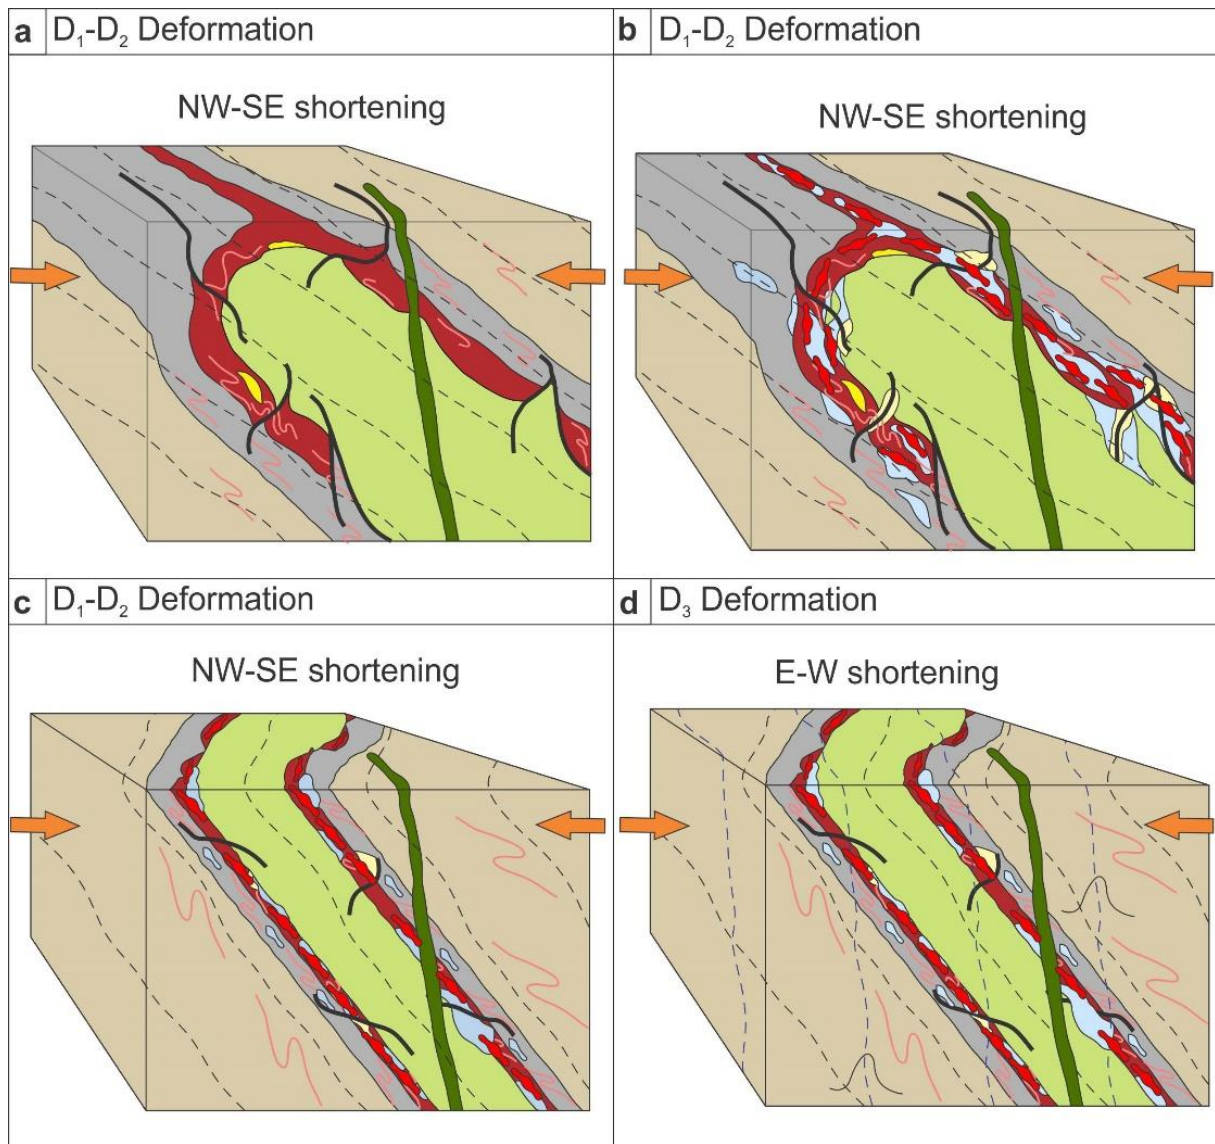 a D₁-D₂ Deformation
NW-SE shortening
b D₁-D₂ Deformation
NW-SE shortening
c D₁-D₂ Deformation
NW-SE shortening
d D₃ Deformation
E-W shortening